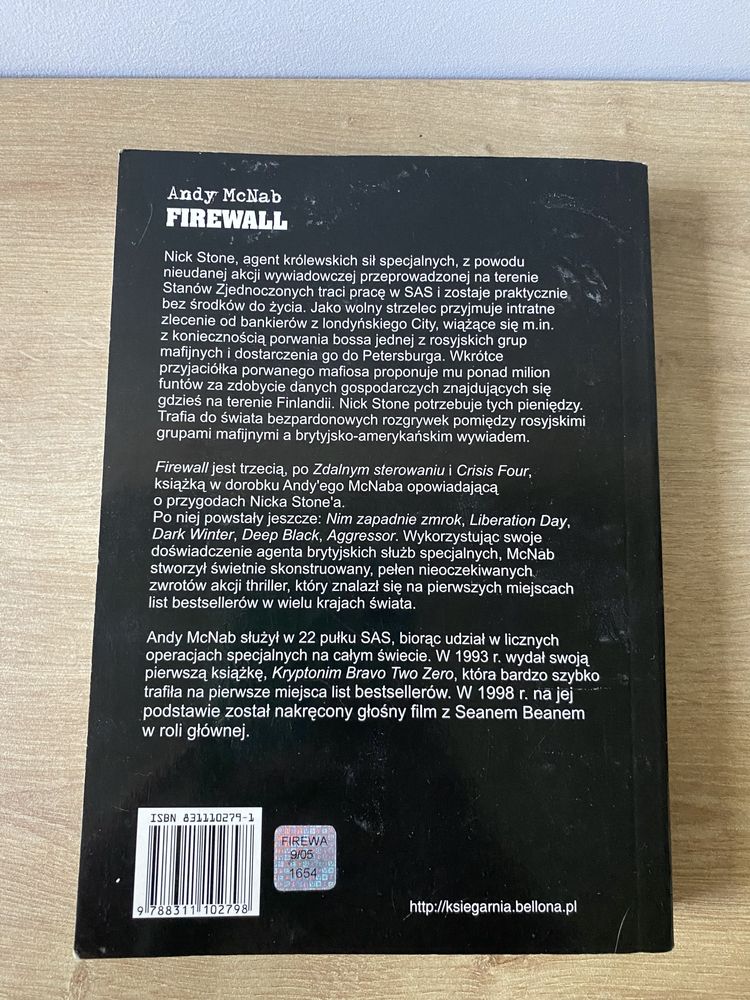 Andy McNab
FIREWALL
Nick Stone, agent królewskich sił specjalnych, z powodu
nieudanej akcji wywiadowczej przeprowadzonej na terenie
Stanów Zjednoczonych traci pracę w SAS i zostaje praktycznie
bez środków do życia. Jako wolny strzelec przyjmuje intratne
zlecenie od bankierów z londyńskiego City, wiążące się m.in.
z koniecznością porwania bossa jednej z rosyjskich grup
mafijnych i dostarczenia go do Petersburga. Wkrótce
przyjaciółka porwanego mafiosa proponuje mu ponad milion
funtów za zdobycie danych gospodarczych znajdujących się
gdzieś na terenie Finlandii. Nick Stone potrzebuje tych pieniędzy.
Trafia do świata bezpardonowych rozgrywek pomiędzy rosyjskimi
grupami mafijnymi a brytyjsko-amerykańskim wywiadem.
Firewall jest trzecią, po Zdalnym sterowaniu i Crisis Four,
książką w dorobku Andy'ego McNaba opowiadającą
o przygodach Nicka Stone'a.
Po niej powstały jeszcze: Nim zapadnie zmrok, Liberation Day,
Dark Winter, Deep Black, Aggressor. Wykorzystując swoje
doświadczenie agenta brytyjskich służb specjalnych, McNab
stworzył świetnie skonstruowany, pełen nieoczekiwanych
zwrotów akcji thriller, który znalazł się na pierwszych miejscach
list bestsellerów w wielu krajach świata.
Andy McNab służył w 22 pułku SAS, biorąc udział w licznych
operacjach specjalnych na całym świecie. W 1993 r. wydał swoją
pierwszą książkę, Kryptonim Bravo Two Zero, która bardzo szybko
trafiła na pierwsze miejsca list bestsellerów. W 1998 r. na jej
podstawie został nakręcony głośny film z Seanem Beanem
w roli głównej.
ISBN 831110279-1
9 788311 102798
FIREWA
9/05
1654
http://ksiegarnia.bellona.pl